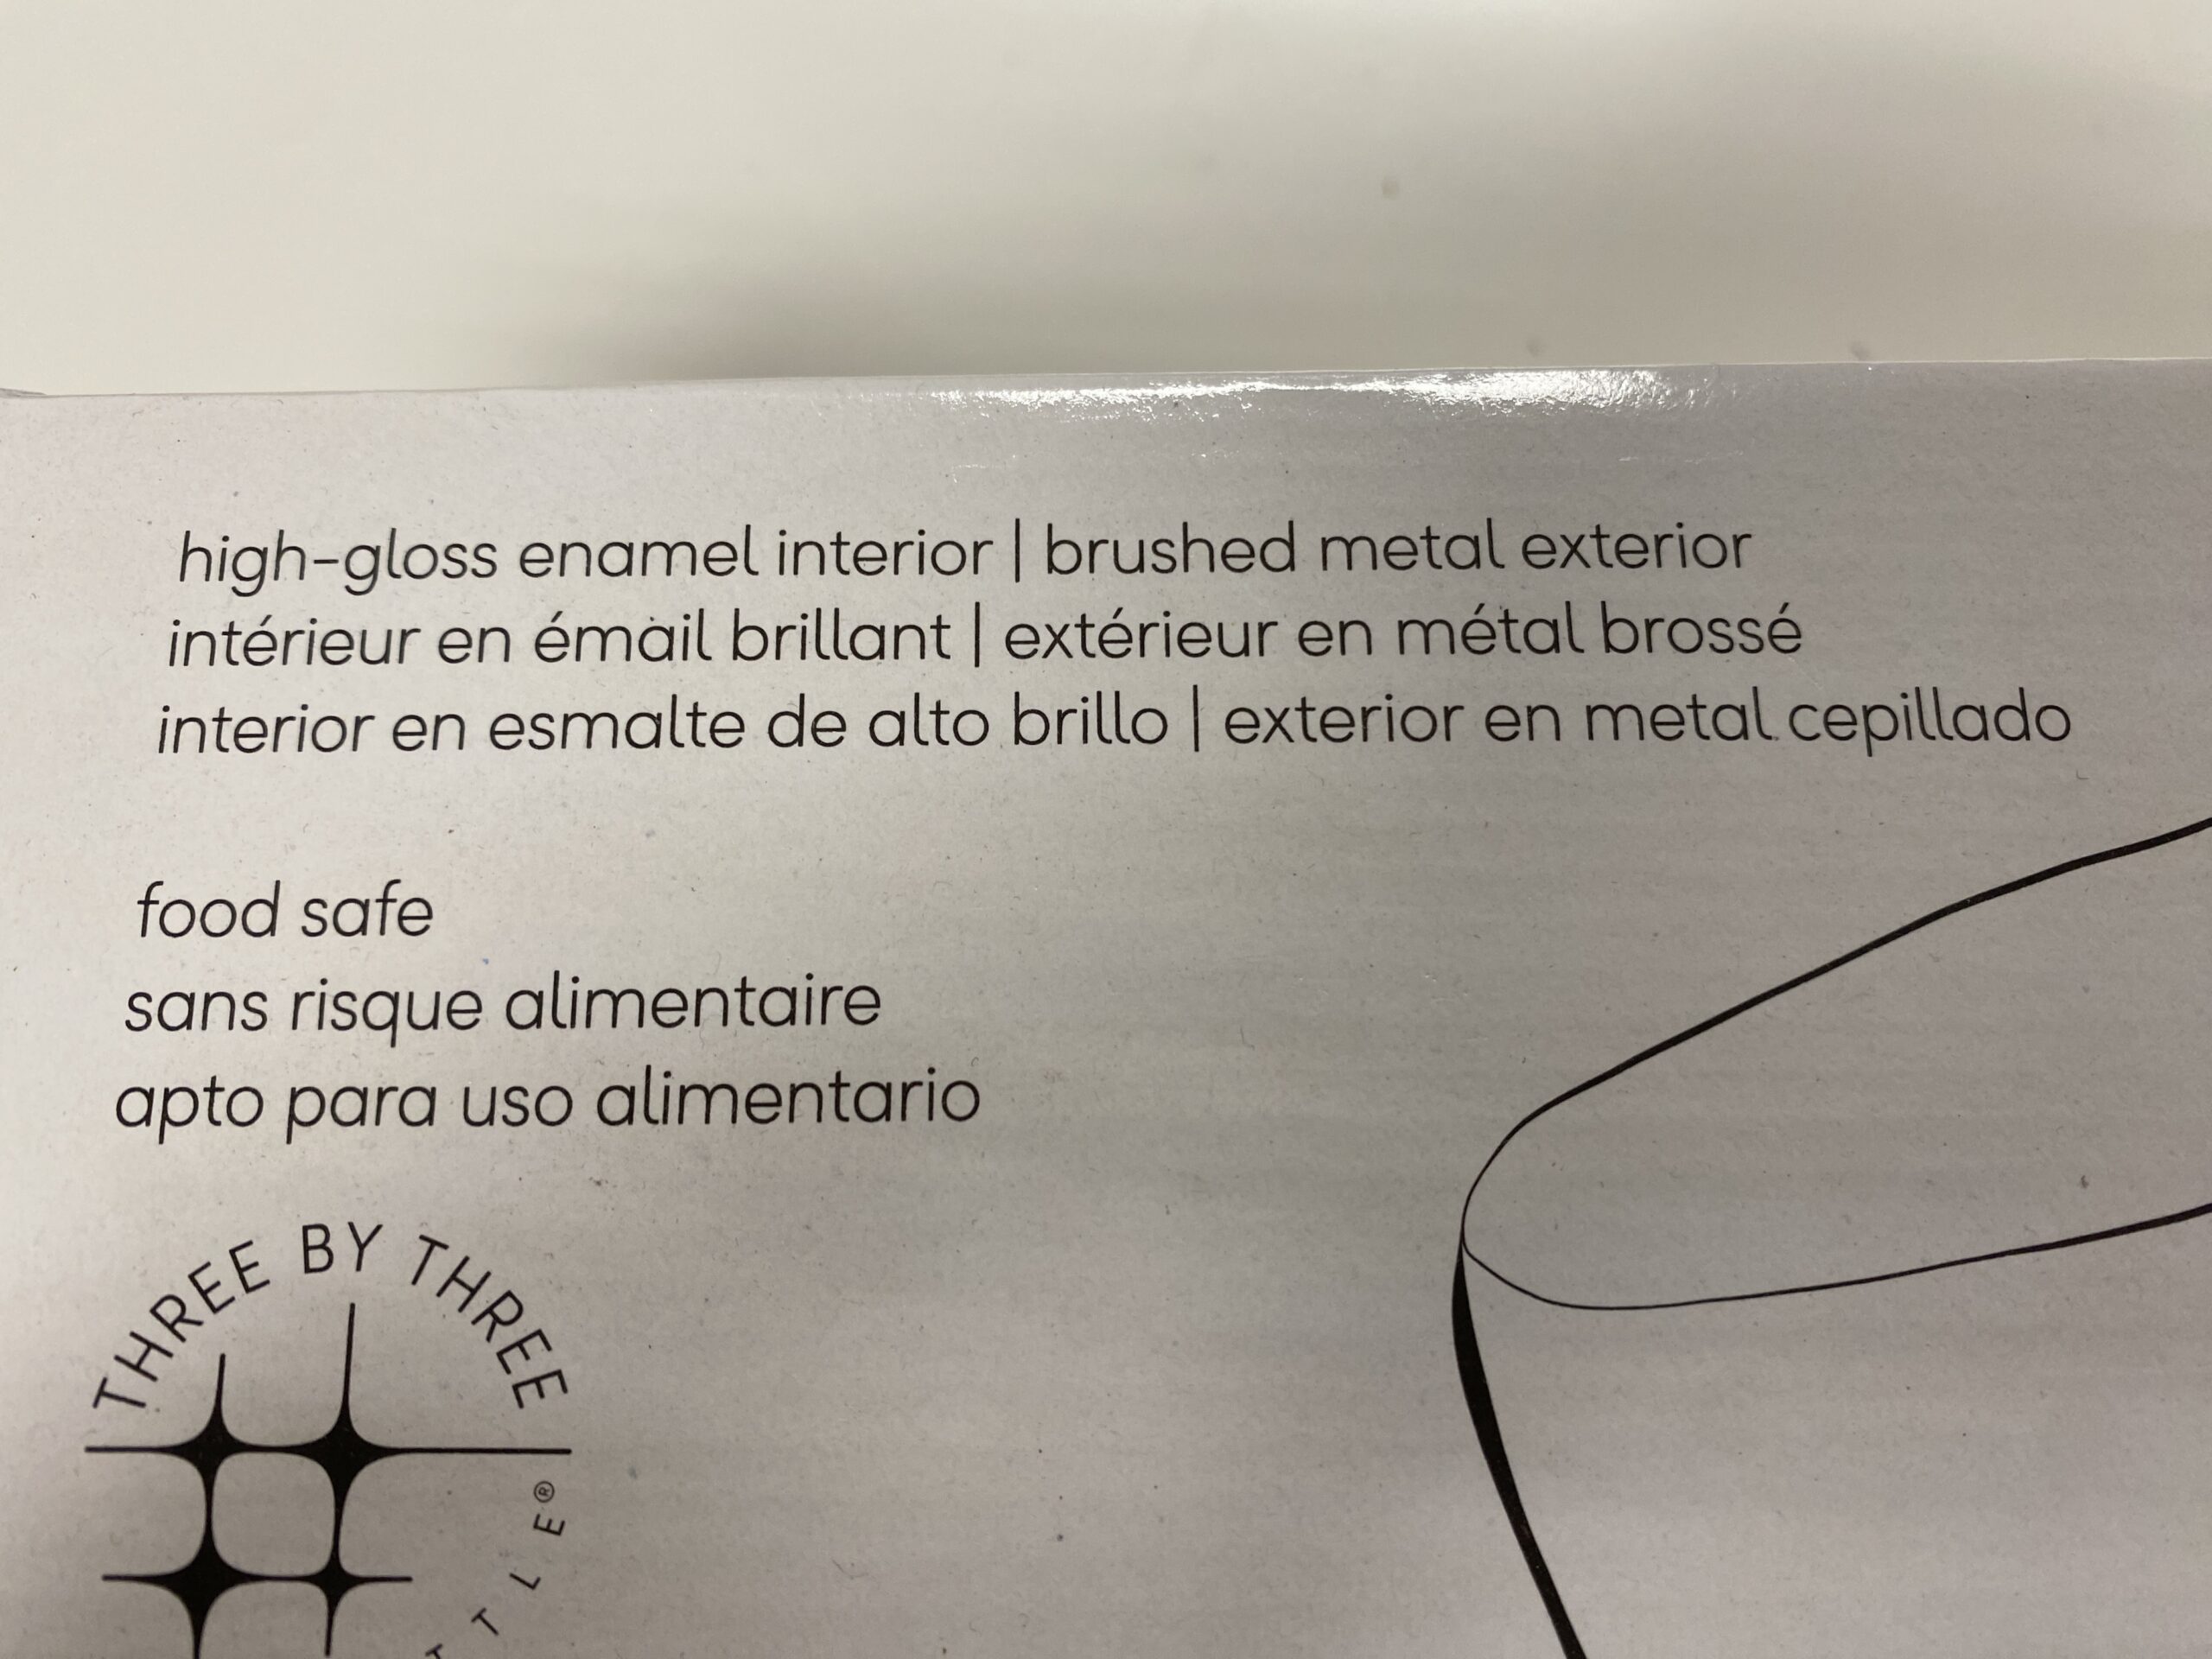 high-gloss enamel interior | brushed metal exterior
intérieur en émail brillant | extérieur en métal brossé
interior en esmalte de alto brillo | exterior en metal cepillado
food safe
sans risque alimentaire
apto para uso alimentario
THREE BY THREE